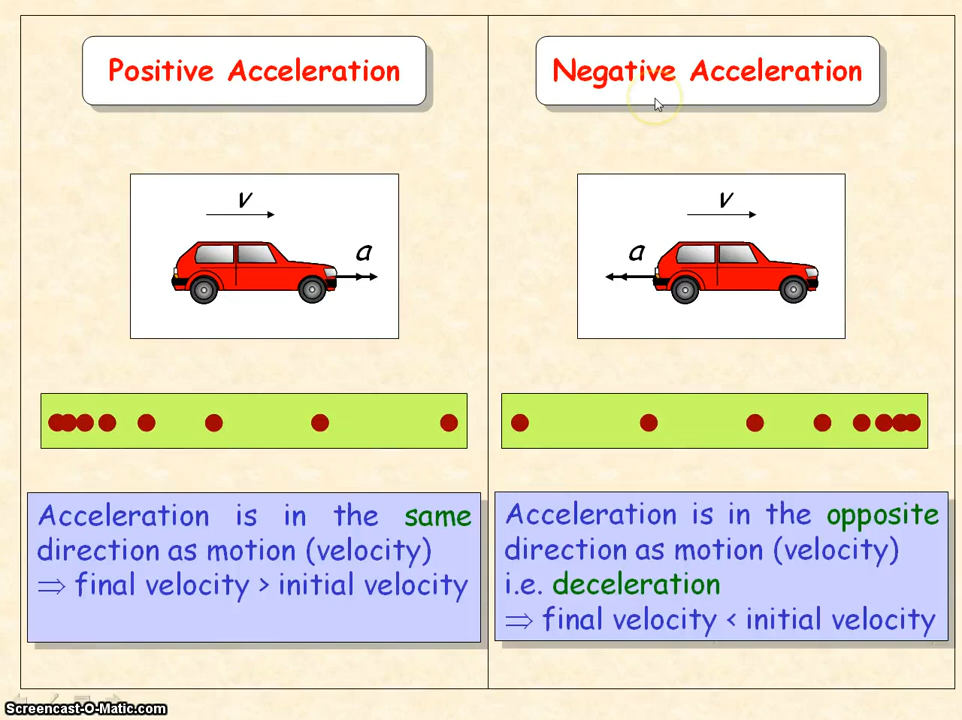 Positive Acceleration
v
a
Acceleration is in the same
direction as motion (velocity)
⇒ final velocity > initial velocity
Negative Acceleration
v
a
Acceleration is in the opposite
direction as motion (velocity)
i.e. deceleration
⇒ final velocity < initial velocity
Screencast-O-Matic.com